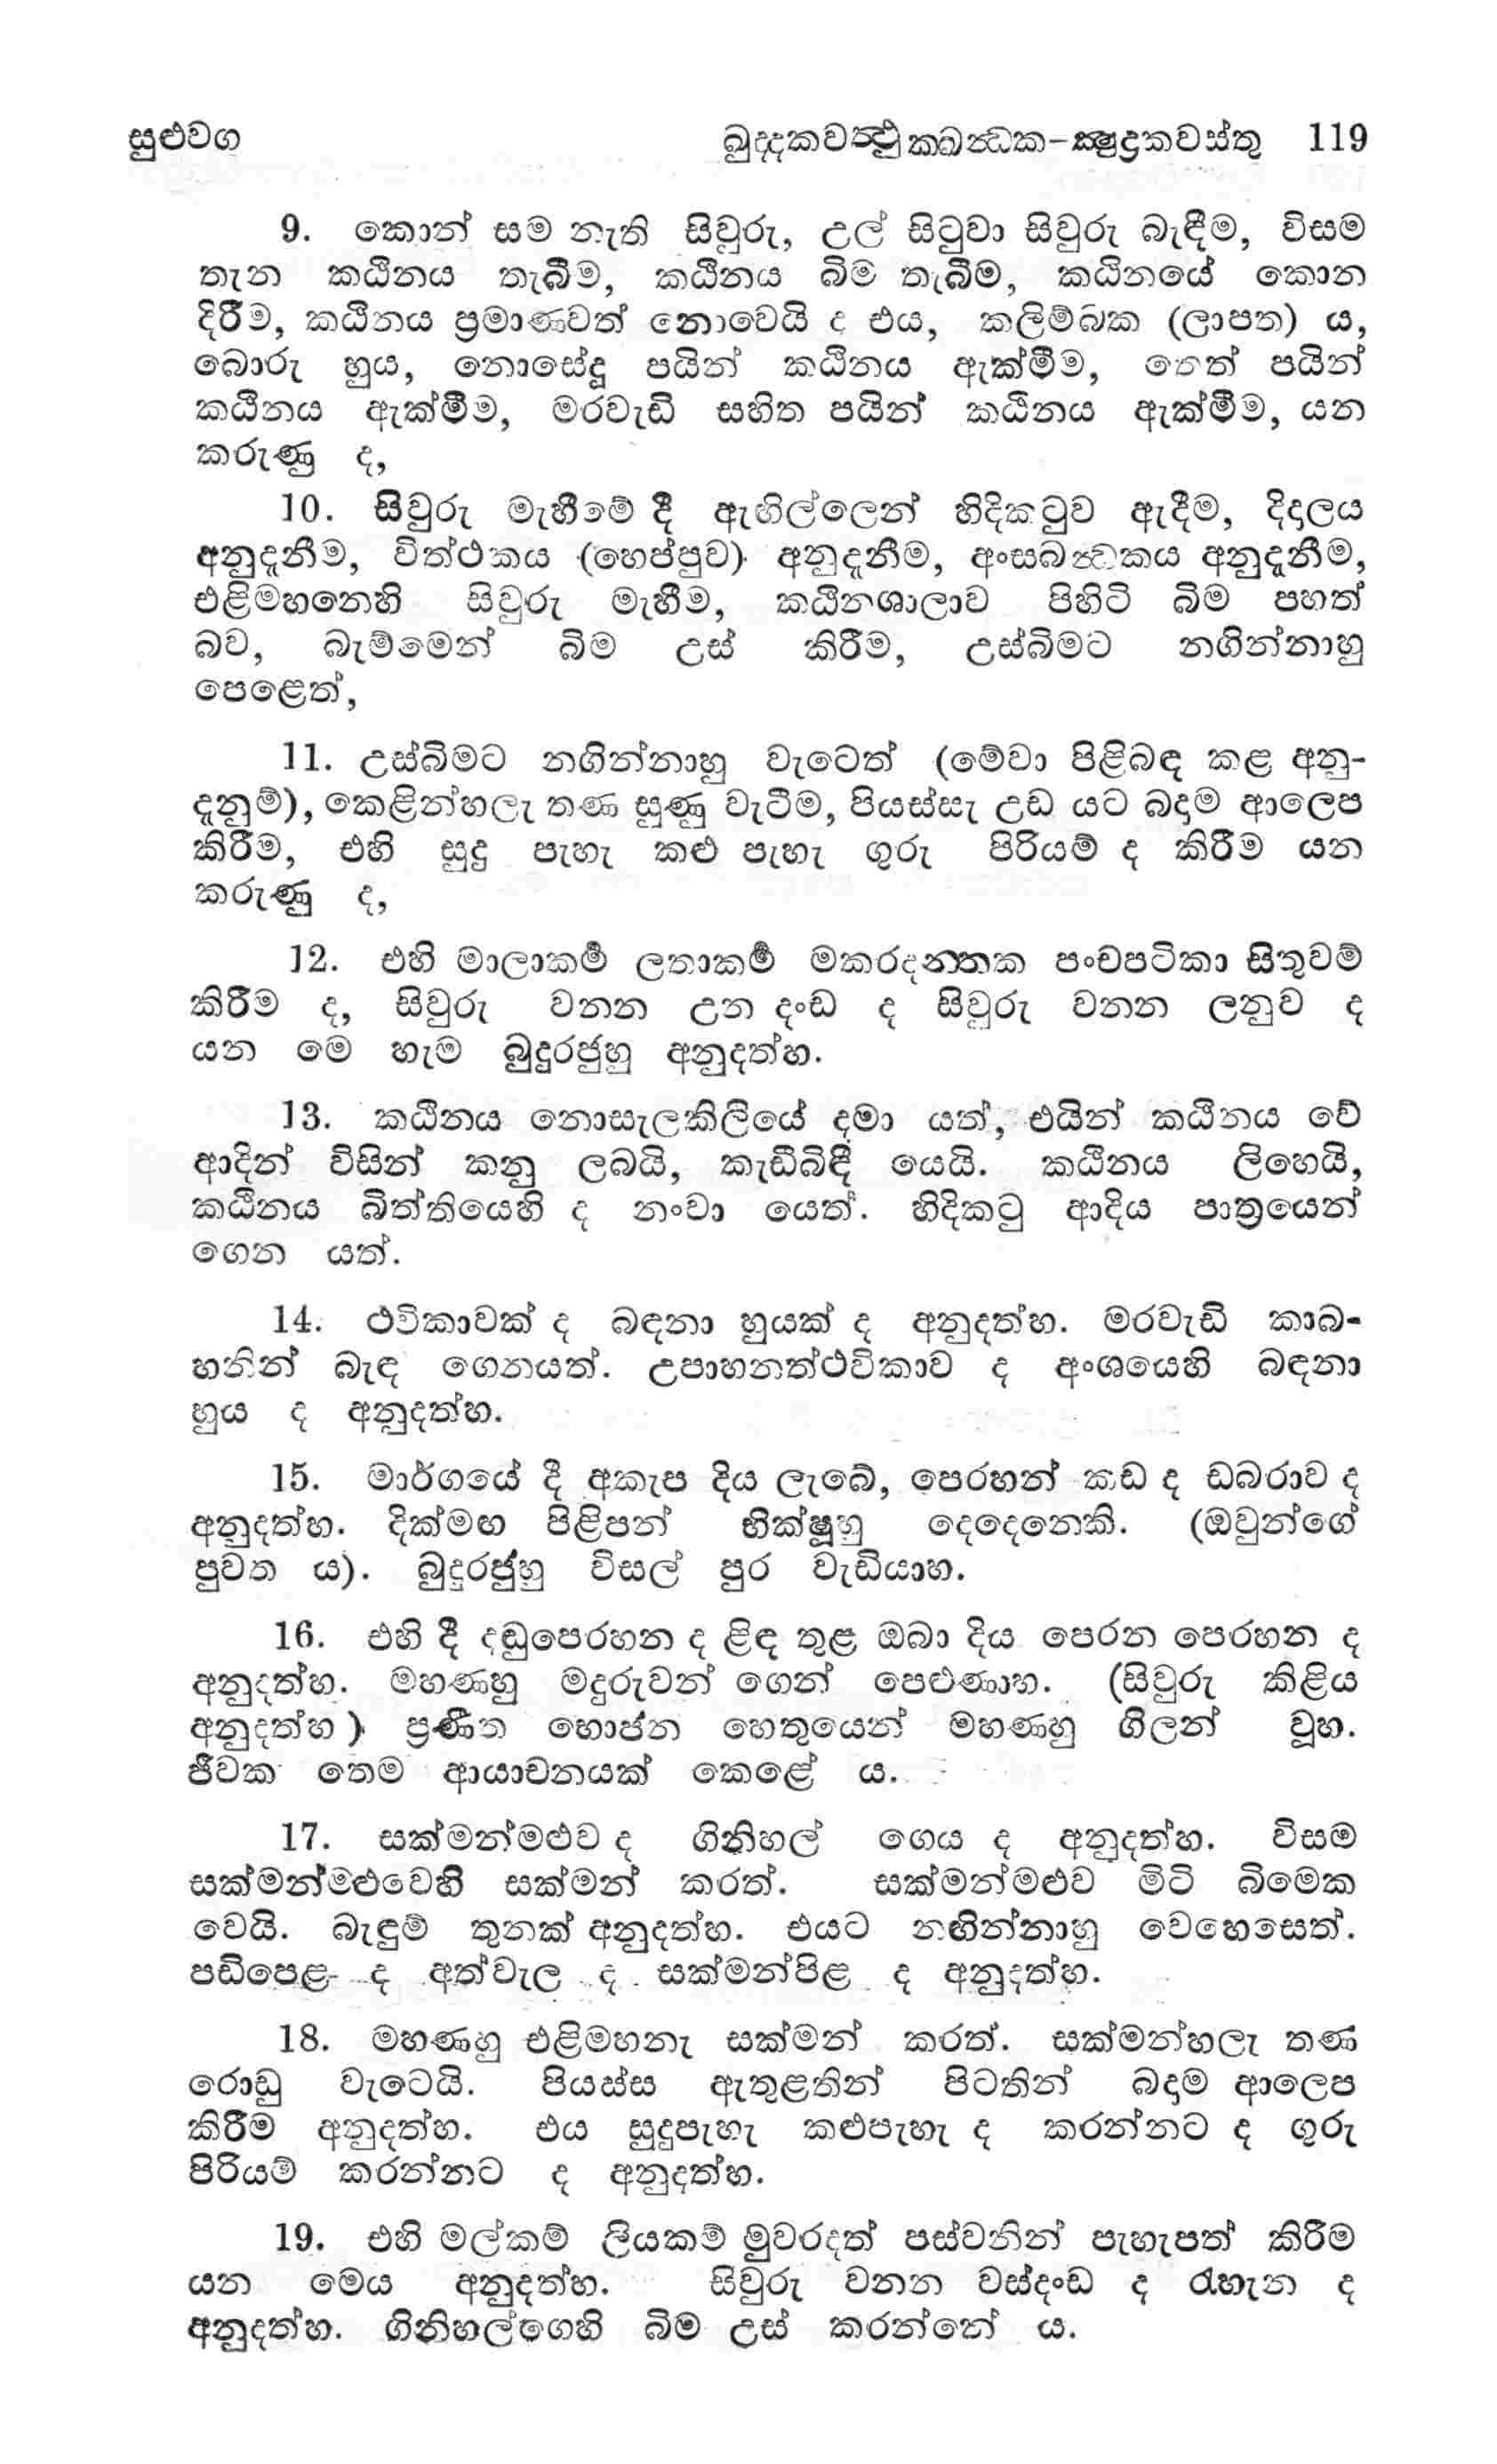 සුළුවග ඛුද්දකවත්ථුක්ඛන්ධක-ක්ෂුද්‍රකවස්තු 119
9. කොන් සම නැති සිවුරු, උල් සිටුවා සිවුරු බැඳීම, විසම
තැන කඨිනය තැබීම, කඨිනය බිම තැබීම, කඨිනයේ කොන
දිරීම, කඨිනය ප්‍රමාණවත් නොවෙයි ද එය, කලිම්බක (ලාපත) ය,
බොරු හුය, නොසේදූ පයින් කඨිනය ඇක්මීම, තෙත් පයින්
කඨිනය ඇක්මීම, මරවැඩි සහිත පයින් කඨිනය ඇක්මීම, යන
කරුණු ද,
10. සිවුරු මැහීමේ දී ඇඟිල්ලෙන් හිදිකටුව ඇදීම, දිදාලය
අනුදැනීම, විත්ථකය (හෙප්පුව) අනුදැනීම, අංසබන්ධකය අනුදැනීම,
එළිමහනෙහි සිවුරු මැහීම, කඨිනශාලාව පිහිටි බිම පහත්
බව, බැම්මෙන් බිම උස් කිරීම, උස්බිමට නගින්නාහු
පෙළෙත්,
11. උස්බිමට නගින්නාහු වැටෙත් (මේවා පිළිබඳ කළ අනු-
දැනුම්), කෙළින්හලැ තණ සුණු වැටීම, පියස්සැ උඩ යට බදාම ආලෙප
කිරීම, එහි සුදු පැහැ කළු පැහැ ගුරු පිරියම් ද කිරීම යන
කරුණු ද,
12. එහි මාලාකර්ම ලතාකර්ම මකරදන්තක පංචපටිකා සිතුවම්
කිරීම ද, සිවුරු වනන උන දංඩ ද සිවුරු වනන ලනුව ද
යන මෙ හැම බුදුරජුහු අනුදත්හ.
13. කඨිනය නොසැලකිලියේ දමා යත්, එයින් කඨිනය වේ
ආදින් විසින් කනු ලබයි, කැඩීබිඳී යෙයි. කඨිනය ලිහෙයි,
කඨිනය බිත්තියෙහි ද නංවා යෙත්. හිදිකටු ආදිය පාත්‍රයෙන්
ගෙන යත්.
14. ථවිකාවක් ද බඳනා හුයක් ද අනුදත්හ. මරවැඩි කාබ-
හනින් බැඳ ගෙනයත්. උපාහනත්ථවිකාව ද අංශයෙහි බඳනා
හුය ද අනුදත්හ.
15. මාර්ගයේ දී අකැප දිය ලැබේ, පෙරහන් කඩ ද ඩබරාව ද
අනුදත්හ. දික්මඟ පිළිපන් භික්ෂූහු දෙදෙනෙකි. (ඔවුන්ගේ
පුවත ය). බුදුරජුහු විසල් පුර වැඩියාහ.
16. එහි දී දඬුපෙරහන ද ළිඳ තුළ ඔබා දිය පෙරන පෙරහන ද
අනුදත්හ. මහණහු මදුරුවන් ගෙන් පෙළුණාහ. (සිවුරු කිළිය
අනුදත්හ) ප්‍රණීත භොජන හෙතුයෙන් මහණහු ගිලන් වූහ.
ජීවක තෙම ආයාචනයක් කෙළේ ය.
17. සක්මන්මළුව ද ගිනිහල් ගෙය ද අනුදත්හ. විසම
සක්මන්මළුවෙහි සක්මන් කරත්. සක්මන්මළුව මිටි බිමෙක
වෙයි. බැඳුම් තුනක් අනුදත්හ. එයට නඟින්නාහු වෙහෙසෙත්.
පඩිපෙළ ද අත්වැල ද සක්මන්පිළ ද අනුදත්හ.
18. මහණහු එළිමහනැ සක්මන් කරත්. සක්මන්හලැ තණ
රොඩු වැටෙයි. පියස්ස ඇතුළතින් පිටතින් බදාම ආලෙප
කිරීම අනුදත්හ. එය සුදුපැහැ කළුපැහැ ද කරන්නට ද ගුරු
පිරියම් කරන්නට ද අනුදත්හ.
19. එහි මල්කම් ලියකම් මුවරදත් පස්වනින් පැහැපත් කිරීම
යන මෙය අනුදත්හ. සිවුරු වනන වස්දංඩ ද රැහැන ද
අනුදත්හ. ගිනිහල්ගෙහි බිම උස් කරන්නේ ය.